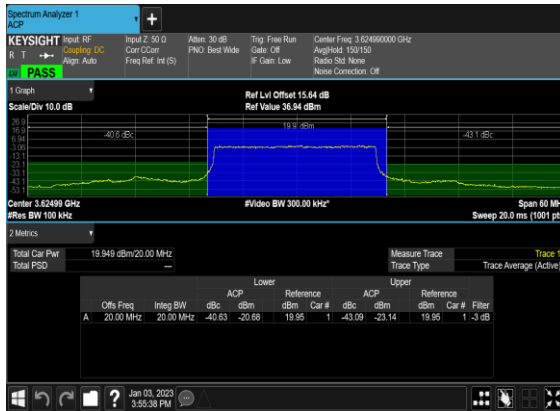 Spectrum Analyzer 1
ACP
+
KEYSIGHT Input: RF Input Z: 50 Ω Atten: 30 dB Trig: Free Run Center Freq: 3.624990000 GHz
R T Coupling: DC Corr CCorr PNO: Best Wide Gate: Off Avg|Hold: 150/150
Align: Auto Freq Ref: Int (S) IF Gain: Low Radio Std: None
LXI PASS Noise Correction: Off
1 Graph
Scale/Div 10.0 dB Ref Lvl Offset 15.64 dB
Ref Value 36.94 dBm
26.9 19.9 dBm
16.9 -40.6 dBc -43.1 dBc
6.94
-3.06
-13.1
-23.1
-33.1
-43.1
-53.1
Center 3.62499 GHz #Video BW 300.00 kHz* Span 60 MH
#Res BW 100 kHz Sweep 20.0 ms (1001 pt
2 Metrics
Total Car Pwr 19.949 dBm/20.00 MHz Measure Trace Trace 1
Total PSD --- Trace Type Trace Average (Active)
Lower Upper
ACP Reference ACP Reference
Offs Freq Integ BW dBc dBm dBm Car # dBc dBm dBm Car # Filter
A 20.00 MHz 20.00 MHz -40.63 -20.68 19.95 1 -43.09 -23.14 19.95 1 -3 dB
? Jan 03, 2023
3:55:38 PM